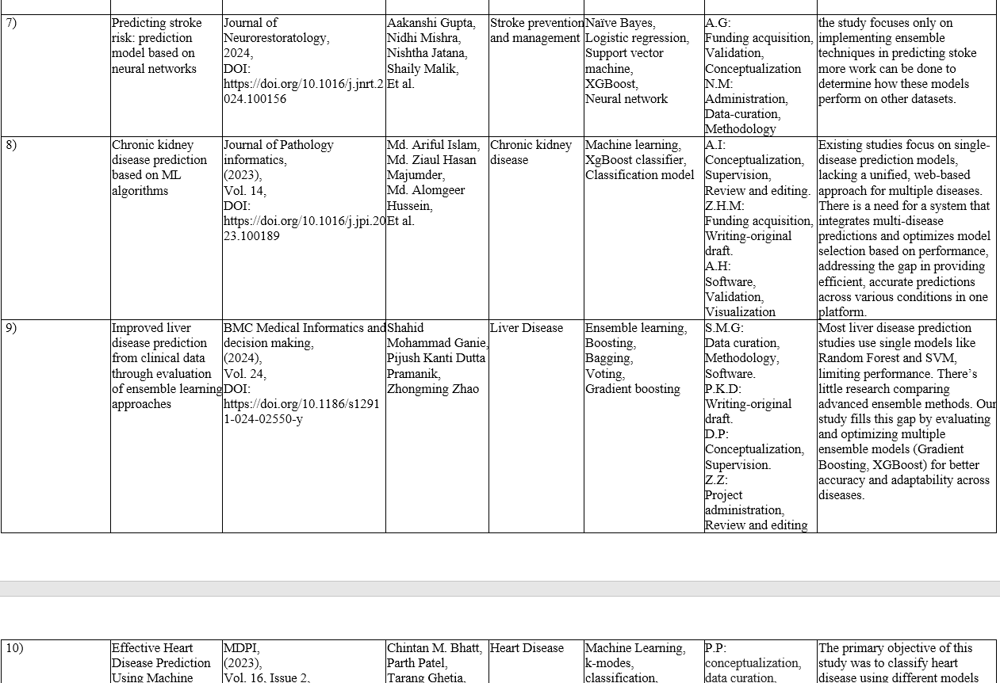 7)
Predicting stroke
risk: prediction
model based on
neural networks
Journal of
Neurorestoratology,
2024,
DOI:
https://doi.org/10.1016/j.jnrt.2
024.100156
Aakanshi Gupta,
Nidhi Mishra,
Nishtha Jatana,
Shaily Malik,
Et al.
Stroke prevention
and management
Naïve Bayes,
Logistic regression,
Support vector
machine,
XGBoost,
Neural network
A.G:
Funding acquisition,
Validation,
Conceptualization
N.M:
Administration,
Data-curation,
Methodology
the study focuses only on
implementing ensemble
techniques in predicting stoke
more work can be done to
determine how these models
perform on other datasets.
8)
Chronic kidney
disease prediction
based on ML
algorithms
Journal of Pathology
informatics,
(2023),
Vol. 14,
DOI:
https://doi.org/10.1016/j.jpi.20
23.100189
Md. Ariful Islam,
Md. Ziaul Hasan
Majumder,
Md. Alomgeer
Hussein,
Et al.
Chronic kidney
disease
Machine learning,
XgBoost classifier,
Classification model
A.I:
Conceptualization,
Supervision,
Review and editing.
Z.H.M:
Funding acquisition,
Writing-original
draft.
A.H:
Software,
Validation,
Visualization
Existing studies focus on single-
disease prediction models,
lacking a unified, web-based
approach for multiple diseases.
There is a need for a system that
integrates multi-disease
predictions and optimizes model
selection based on performance,
addressing the gap in providing
efficient, accurate predictions
across various conditions in one
platform.
9)
Improved liver
disease prediction
from clinical data
through evaluation
of ensemble learning
approaches
BMC Medical Informatics and
decision making,
(2024),
Vol. 24,
DOI:
https://doi.org/10.1186/s1291
1-024-02550-y
Shahid
Mohammad Ganie,
Pijush Kanti Dutta
Pramanik,
Zhongming Zhao
Liver Disease
Ensemble learning,
Boosting,
Bagging,
Voting,
Gradient boosting
S.M.G:
Data curation,
Methodology,
Software.
P.K.D:
Writing-original
draft.
D.P:
Conceptualization,
Supervision.
Z.Z:
Project
administration,
Review and editing
Most liver disease prediction
studies use single models like
Random Forest and SVM,
limiting performance. There’s
little research comparing
advanced ensemble methods. Our
study fills this gap by evaluating
and optimizing multiple
ensemble models (Gradient
Boosting, XGBoost) for better
accuracy and adaptability across
diseases.
10)
Effective Heart
Disease Prediction
Using Machine
MDPI,
(2023),
Vol. 16, Issue 2,
Chintan M. Bhatt,
Parth Patel,
Tarang Ghetia,
Heart Disease
Machine Learning,
k-modes,
classification,
P.P:
conceptualization,
data curation,
The primary objective of this
study was to classify heart
disease using different models